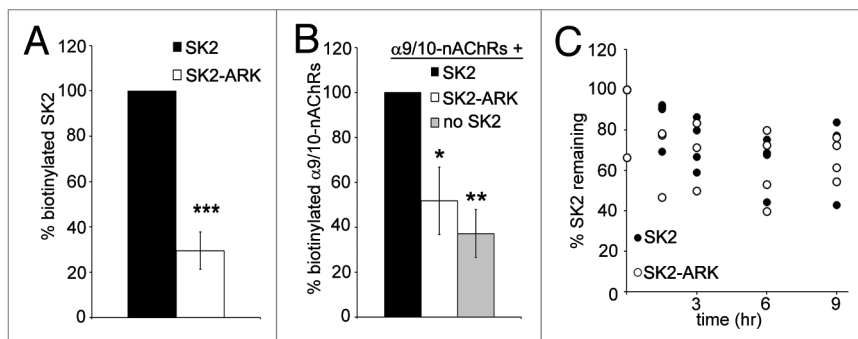 A
% biotinylated SK2
120
100
80
60
40
20
0
SK2
SK2-ARK
***
B
% biotinylated α9/10-nAChRs
120
100
80
60
40
20
0
α9/10-nAChRs +
SK2
SK2-ARK
no SK2
*
**
C
% SK2 remaining
120
100
80
60
40
20
0
SK2
SK2-ARK
3
6
9
time (hr)